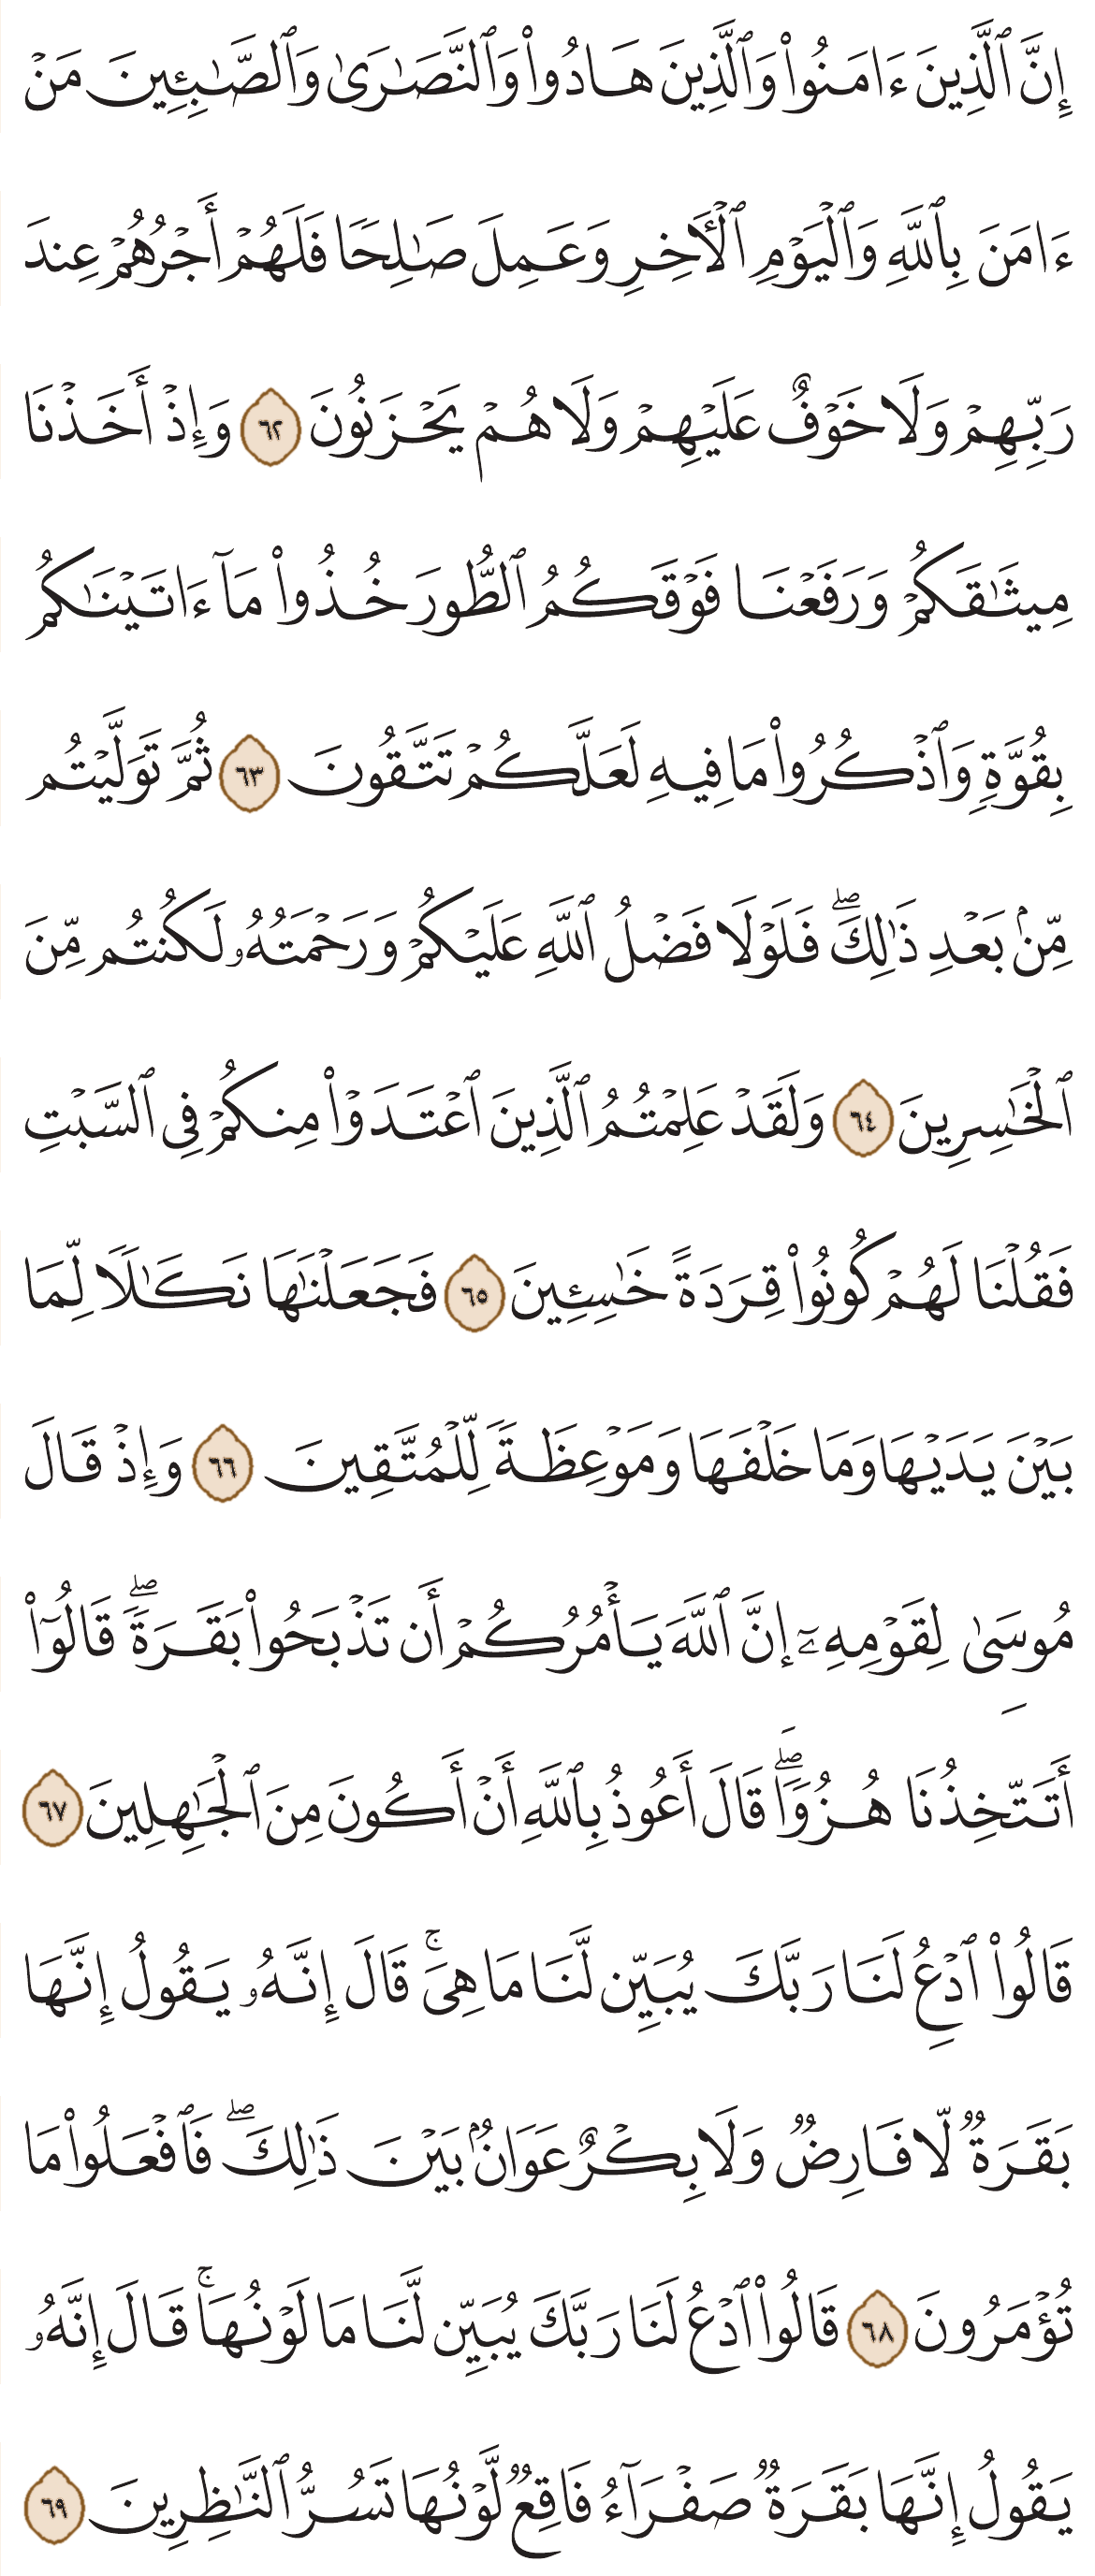 إِنَّ ٱلَّذِينَ ءَامَنُوا۟ وَٱلَّذِينَ هَادُوا۟ وَٱلنَّصَـٰرَىٰ وَٱلصَّـٰبِـِٔينَ مَنْ
ءَامَنَ بِٱللَّهِ وَٱلْيَوْمِ ٱلْـَٔاخِرِ وَعَمِلَ صَـٰلِحًا فَلَهُمْ أَجْرُهُمْ عِندَ
رَبِّهِمْ وَلَا خَوْفٌ عَلَيْهِمْ وَلَا هُمْ يَحْزَنُونَ ٦٢ وَإِذْ أَخَذْنَا
مِيثَـٰقَكُمْ وَرَفَعْنَا فَوْقَكُمُ ٱلطُّورَ خُذُوا۟ مَآ ءَاتَيْنَـٰكُم
بِقُوَّةٍ وَٱذْكُرُوا۟ مَا فِيهِ لَعَلَّكُمْ تَتَّقُونَ ٦٣ ثُمَّ تَوَلَّيْتُم
مِّنۢ بَعْدِ ذَٰلِكَ ۖ فَلَوْلَا فَضْلُ ٱللَّهِ عَلَيْكُمْ وَرَحْمَتُهُۥ لَكُنتُم مِّنَ
ٱلْخَـٰسِرِينَ ٦٤ وَلَقَدْ عَلِمْتُمُ ٱلَّذِينَ ٱعْتَدَوْا۟ مِنكُمْ فِى ٱلسَّبْتِ
فَقُلْنَا لَهُمْ كُونُوا۟ قِرَدَةً خَـٰسِـِٔينَ ٦٥ فَجَعَلْنَـٰهَا نَكَـٰلًا لِّمَا
بَيْنَ يَدَيْهَا وَمَا خَلْفَهَا وَمَوْعِظَةً لِّلْمُتَّقِينَ ٦٦ وَإِذْ قَالَ
مُوسَىٰ لِقَوْمِهِۦٓ إِنَّ ٱللَّهَ يَأْمُرُكُمْ أَن تَذْبَحُوا۟ بَقَرَةً ۖ قَالُوٓا۟
أَتَتَّخِذُنَا هُزُوًا ۖ قَالَ أَعُوذُ بِٱللَّهِ أَنْ أَكُونَ مِنَ ٱلْجَـٰهِلِينَ ٦٧
قَالُوا۟ ٱدْعُ لَنَا رَبَّكَ يُبَيِّن لَّنَا مَا هِىَ ۚ قَالَ إِنَّهُۥ يَقُولُ إِنَّهَا
بَقَرَةٌ لَّا فَارِضٌ وَلَا بِكْرٌ عَوَانٌۢ بَيْنَ ذَٰلِكَ ۖ فَٱفْعَلُوا۟ مَا
تُؤْمَرُونَ ٦٨ قَالُوا۟ ٱدْعُ لَنَا رَبَّكَ يُبَيِّن لَّنَا مَا لَوْنُهَا ۚ قَالَ إِنَّهُۥ
يَقُولُ إِنَّهَا بَقَرَةٌ صَفْرَآءُ فَاقِعٌ لَّوْنُهَا تَسُرُّ ٱلنَّـٰظِرِينَ ٦٩